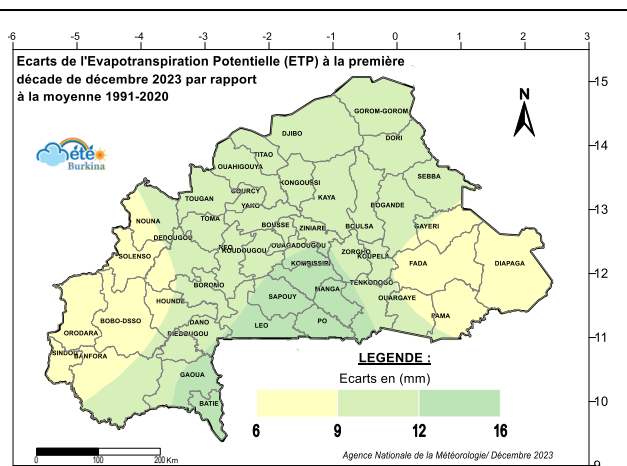 -6 -5 -4 -3 -2 -1 0 1 2 3
Ecarts de l'Evapotranspiration Potentielle (ETP) à la première
décade de décembre 2023 par rapport
à la moyenne 1991-2020
15
N
GOROM-GOROM
DJIBO
DORI
14
météo
Burkina
TITAO
OUAHIGOUYA
SEBBA
KONGOUSSI
GOURCY
TOUGAN
KAYA
YAKO
BOGANDE
13
NOUNA
TOMA
BOUSSE
ZINIARE
BOULSA
GAYERI
DEDOUGOU
REO
KOUDOUGOU
OUAGADOUGOU
ZORGHO
KOUPELA
SOLENSO
KOMBISSIRI
FADA
DIAPAGA
12
BOROMO
TENKODOGO
MANGA
HOUNDE
SAPOUY
OUARGAYE
BOBO-DSSO
DANO
LEO
PO
PAMA
ORODARA
DIEBOUGOU
11
SINDOU
BANFORA
LEGENDE :
GAOUA
Ecarts en (mm)
BATIE
10
6 9 12 16
0 100 200 Km
Agence Nationale de la Météorologie/ Décembre 2023
9